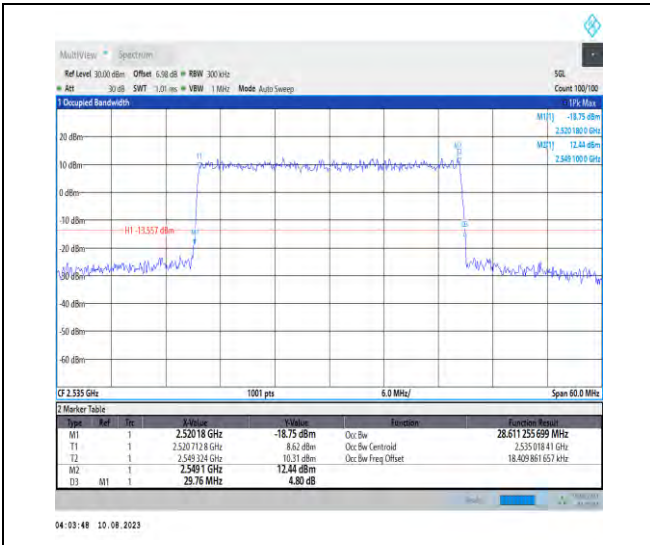 MultiView Spectrum
Ref Level 30.00 dBm Offset 6.98 dB RBW 300 kHz SGL
Att 30 dB SWT 1.01 ms VBW 1 MHz Mode Auto Sweep Count 100/100
1 Occupied Bandwidth 1Pk Max
M1[1] -18.75 dBm
2.520 180 0 GHz
M2[1] 12.44 dBm
2.549 100 0 GHz
20 dBm
10 dBm
0 dBm
-10 dBm
H1 -13.557 dBm
-20 dBm
-30 dBm
-40 dBm
-50 dBm
-60 dBm
T1
M1
CF 2.535 GHz 1001 pts 6.0 MHz/ Span 60.0 MHz
2 Marker Table
Type Ref Trc X-Value Y-Value Function Function Result
M1 1 2.520 18 GHz -18.75 dBm Occ Bw 28.611 255 699 MHz
T1 1 2.520 712 8 GHz 8.62 dBm Occ Bw Centroid 2.535 018 41 GHz
T2 1 2.549 324 GHz 10.31 dBm Occ Bw Freq Offset 18.409 861 657 kHz
M2 1 2.549 1 GHz 12.44 dBm
D3 M1 1 29.76 MHz 4.80 dB
04:03:48 10.08.2023